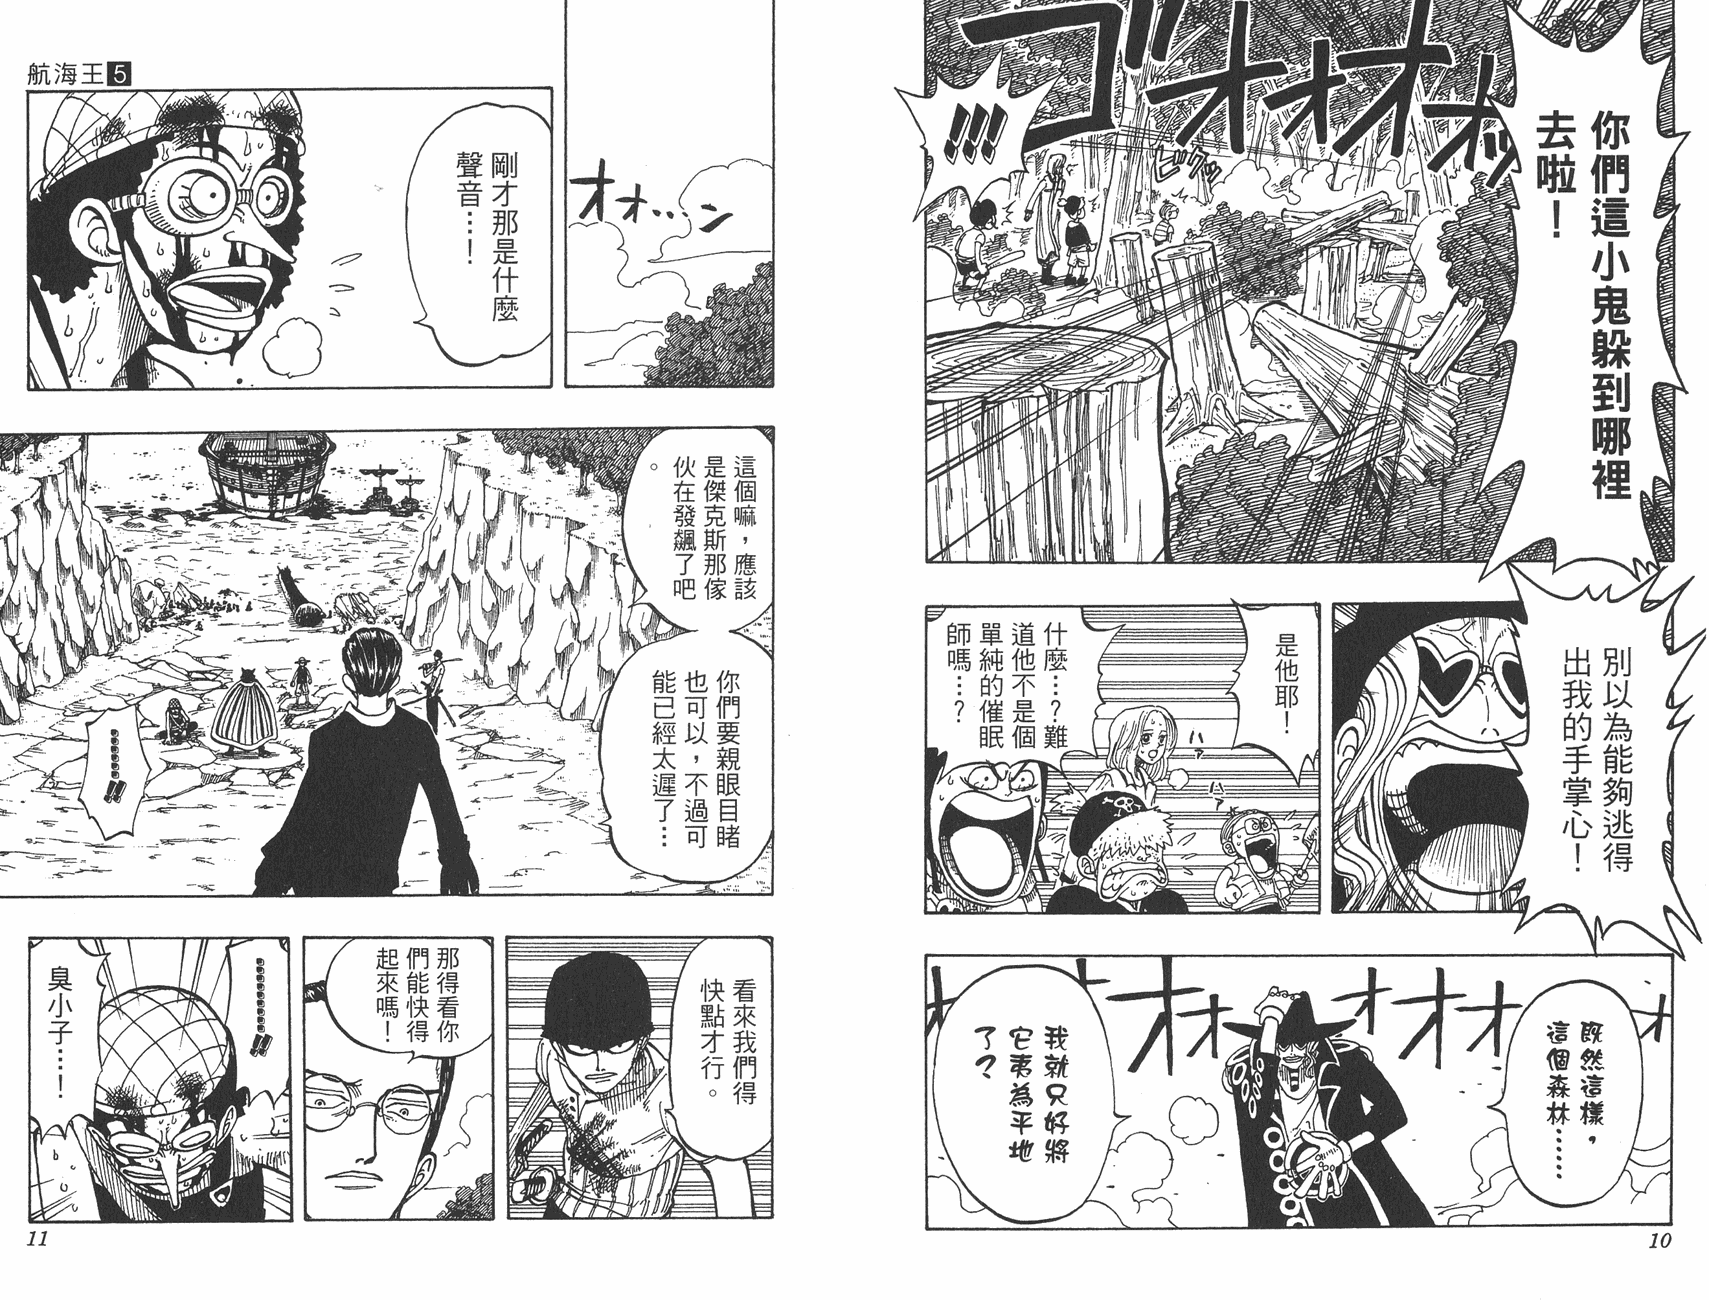 你們這小鬼躲到哪裡
去啦！
ゴオオオオオッ
!!!
ビクッ
別以為能夠逃得
出我的手掌心！
是他耶！
什麼…？難
道他不是個
單純的催眠
師嗎…？
ハァ
ハァ
既然這樣，
這個森林……
我就只好將
它夷為平地
了？
10
航海王5
オオ…ン
剛才那是什麼
聲音…！
這個嘛，應該
是傑克斯那傢
伙在發飆了吧
。
你們要親眼目睹
也可以，不過可
能已經太遲了…
……!!
看來我們得
快點才行。
那得看你
們能快得
起來嗎！
………!!
臭小子…！
11